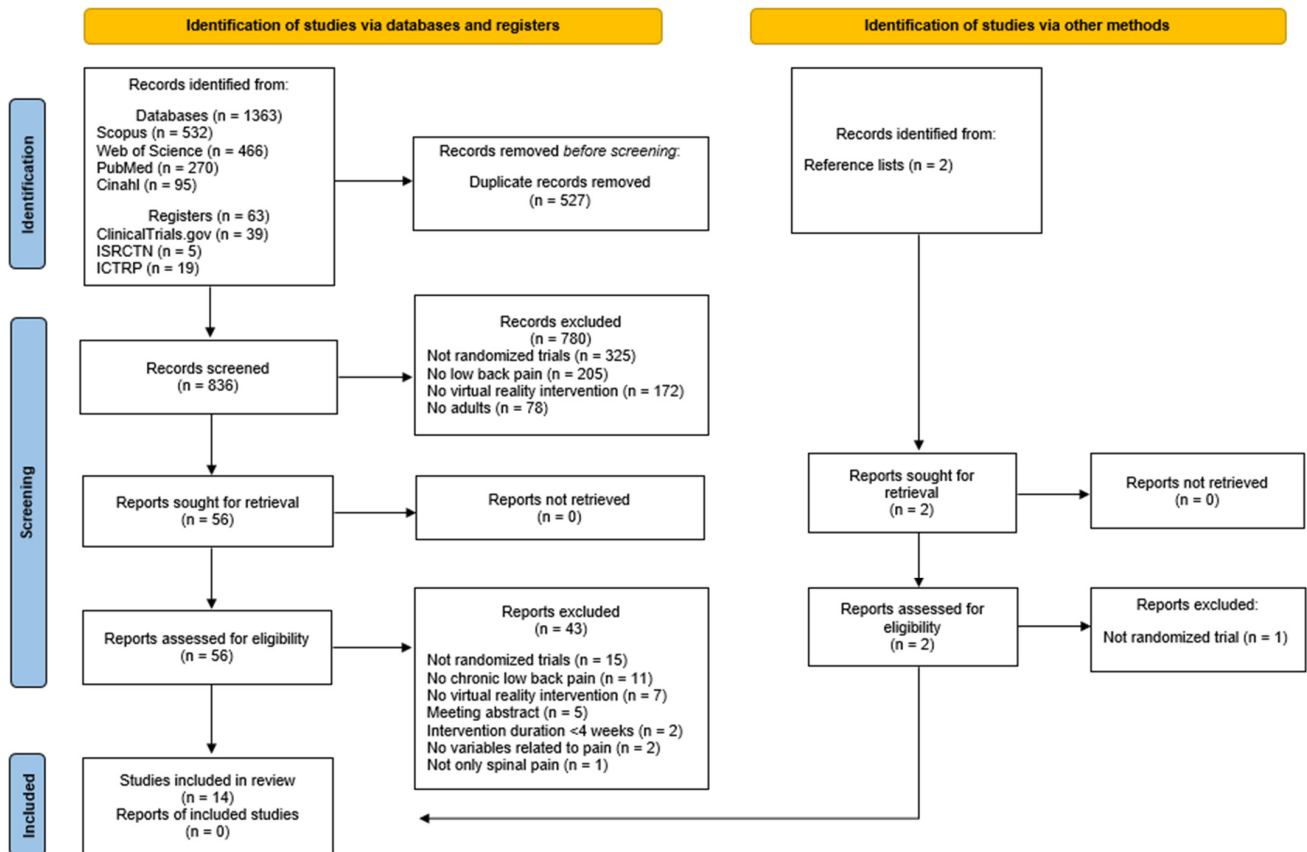 Identification of studies via databases and registers
Identification of studies via other methods
Identification
Records identified from:
Databases (n = 1363)
Scopus (n = 532)
Web of Science (n = 466)
PubMed (n = 270)
Cinahl (n = 95)
Registers (n = 63)
ClinicalTrials.gov (n = 39)
ISRCTN (n = 5)
ICTRP (n = 19)
Records removed before screening:
Duplicate records removed
(n = 527)
Records identified from:
Reference lists (n = 2)
Screening
Records screened
(n = 836)
Records excluded
(n = 780)
Not randomized trials (n = 325)
No low back pain (n = 205)
No virtual reality intervention (n = 172)
No adults (n = 78)
Reports sought for retrieval
(n = 56)
Reports not retrieved
(n = 0)
Reports sought for
retrieval
(n = 2)
Reports not retrieved
(n = 0)
Reports assessed for eligibility
(n = 56)
Reports excluded
(n = 43)
Not randomized trials (n = 15)
No chronic low back pain (n = 11)
No virtual reality intervention (n = 7)
Meeting abstract (n = 5)
Intervention duration <4 weeks (n = 2)
No variables related to pain (n = 2)
Not only spinal pain (n = 1)
Reports assessed for
eligibility
(n = 2)
Reports excluded:
Not randomized trial (n = 1)
Included
Studies included in review
(n = 14)
Reports of included studies
(n = 0)